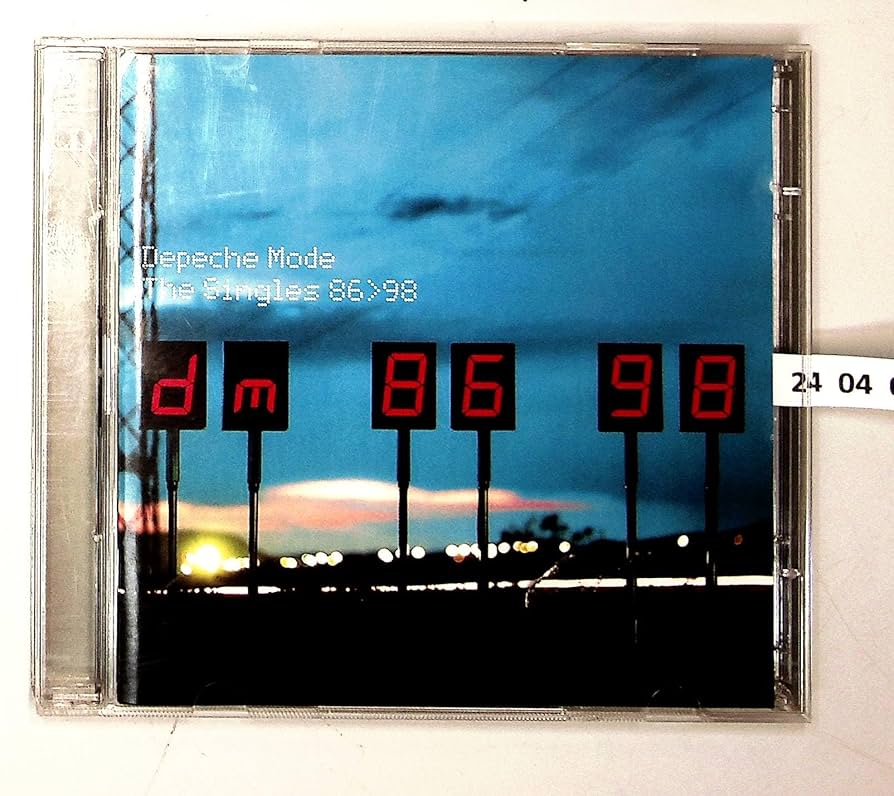 Depeche Mode
The Singles 86>98
dm 86 98
24 04